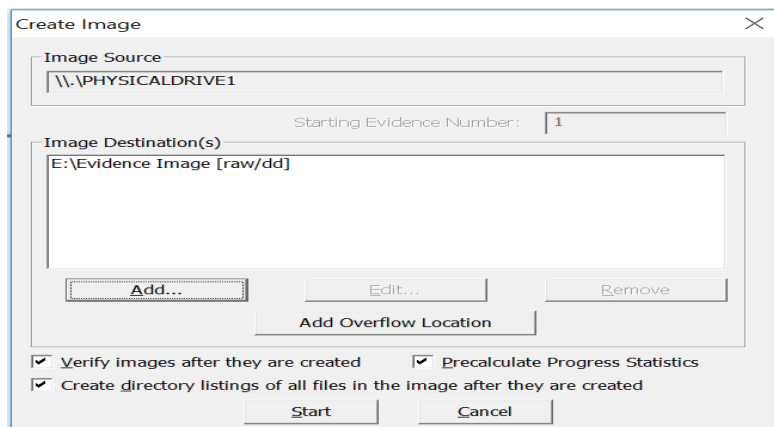 Create Image
Image Source
\\.\PHYSICALDRIVE1
Starting Evidence Number: 1
Image Destination(s)
E:\Evidence Image [raw/dd]
Add... Edit... Remove
Add Overflow Location
Verify images after they are created Precalculate Progress Statistics
Create directory listings of all files in the image after they are created
Start Cancel